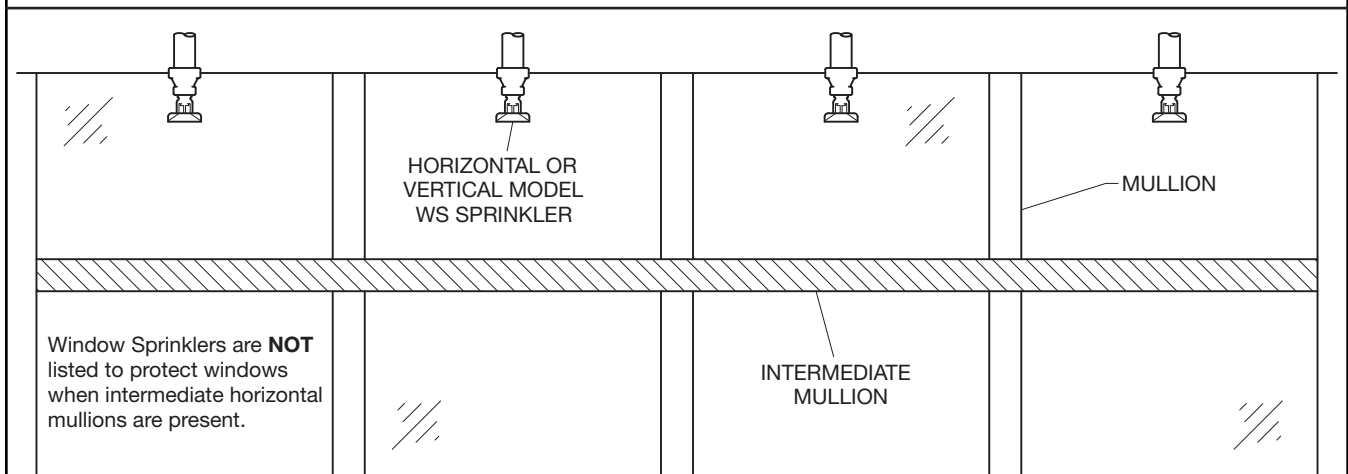 HORIZONTAL OR
VERTICAL MODEL
WS SPRINKLER
MULLION
Window Sprinklers are NOT
listed to protect windows
when intermediate horizontal
mullions are present.
INTERMEDIATE
MULLION